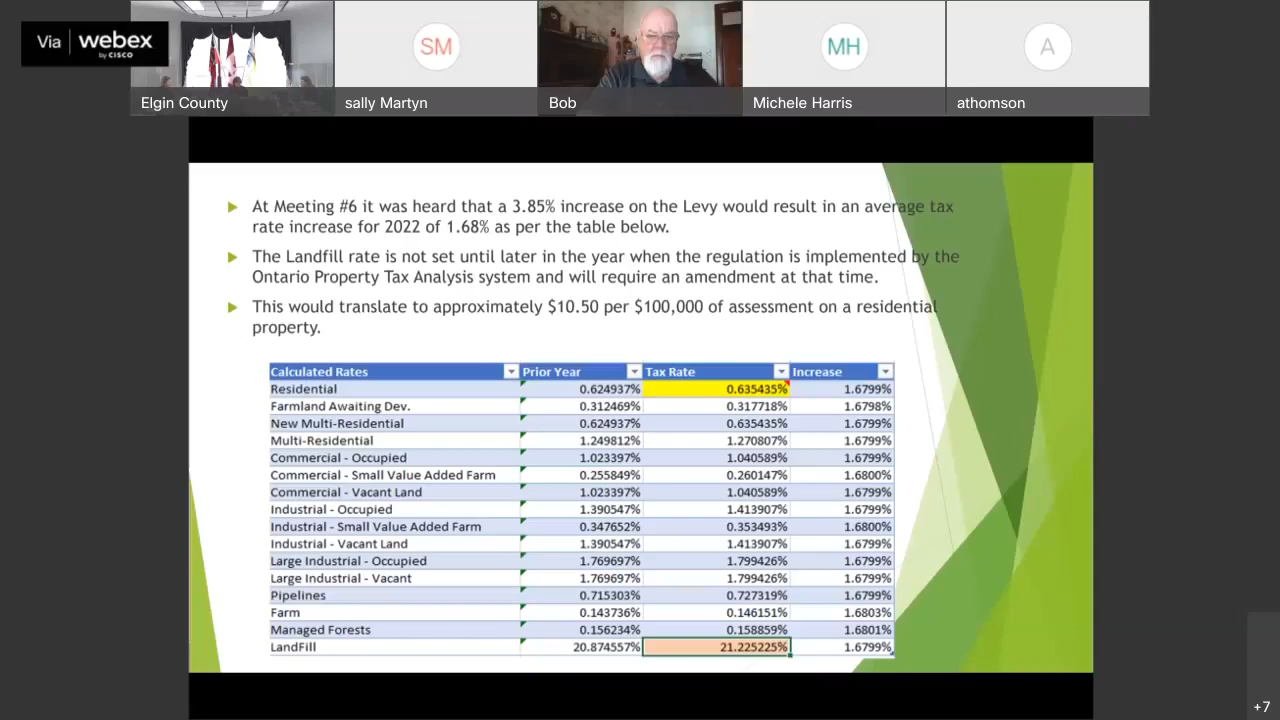 Via webex
by CISCO
SM
MH
A
Elgin County
sally Martyn
Bob
Michele Harris
athomson
At Meeting #6 it was heard that a 3.85% increase on the Levy would result in an average tax
rate increase for 2022 of 1.68% as per the table below.
The Landfill rate is not set until later in the year when the regulation is implemented by the
Ontario Property Tax Analysis system and will require an amendment at that time.
This would translate to approximately $10.50 per $100,000 of assessment on a residential
property.
Calculated Rates Prior Year Tax Rate Increase
Residential 0.624937% 0.635435% 1.6799%
Farmland Awaiting Dev. 0.312469% 0.317718% 1.6798%
New Multi-Residential 0.624937% 0.635435% 1.6799%
Multi-Residential 1.249812% 1.270807% 1.6799%
Commercial - Occupied 1.023397% 1.040589% 1.6799%
Commercial - Small Value Added Farm 0.255849% 0.260147% 1.6800%
Commercial - Vacant Land 1.023397% 1.040589% 1.6799%
Industrial - Occupied 1.390547% 1.413907% 1.6799%
Industrial - Small Value Added Farm 0.347652% 0.353493% 1.6800%
Industrial - Vacant Land 1.390547% 1.413907% 1.6799%
Large Industrial - Occupied 1.769697% 1.799426% 1.6799%
Large Industrial - Vacant 1.769697% 1.799426% 1.6799%
Pipelines 0.715303% 0.727319% 1.6799%
Farm 0.143736% 0.146151% 1.6803%
Managed Forests 0.156234% 0.158859% 1.6801%
LandFill 20.874557% 21.225225% 1.6799%
+7